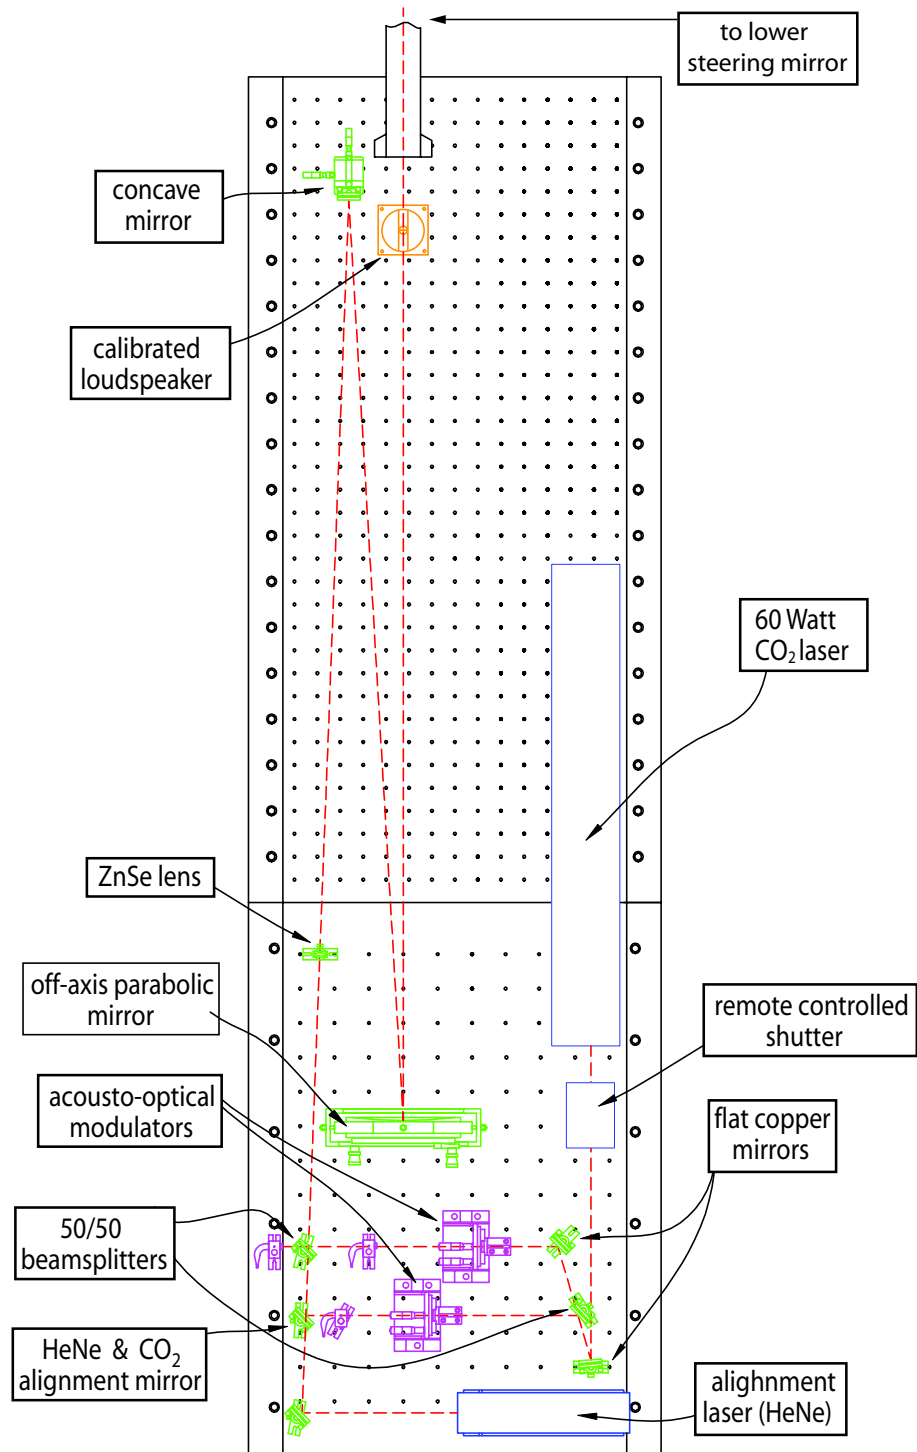 to lower
steering mirror
concave
mirror
calibrated
loudspeaker
60 Watt
CO₂ laser
ZnSe lens
off-axis parabolic
mirror
remote controlled
shutter
acousto-optical
modulators
flat copper
mirrors
50/50
beamsplitters
HeNe & CO₂
alignment mirror
alighnment
laser (HeNe)